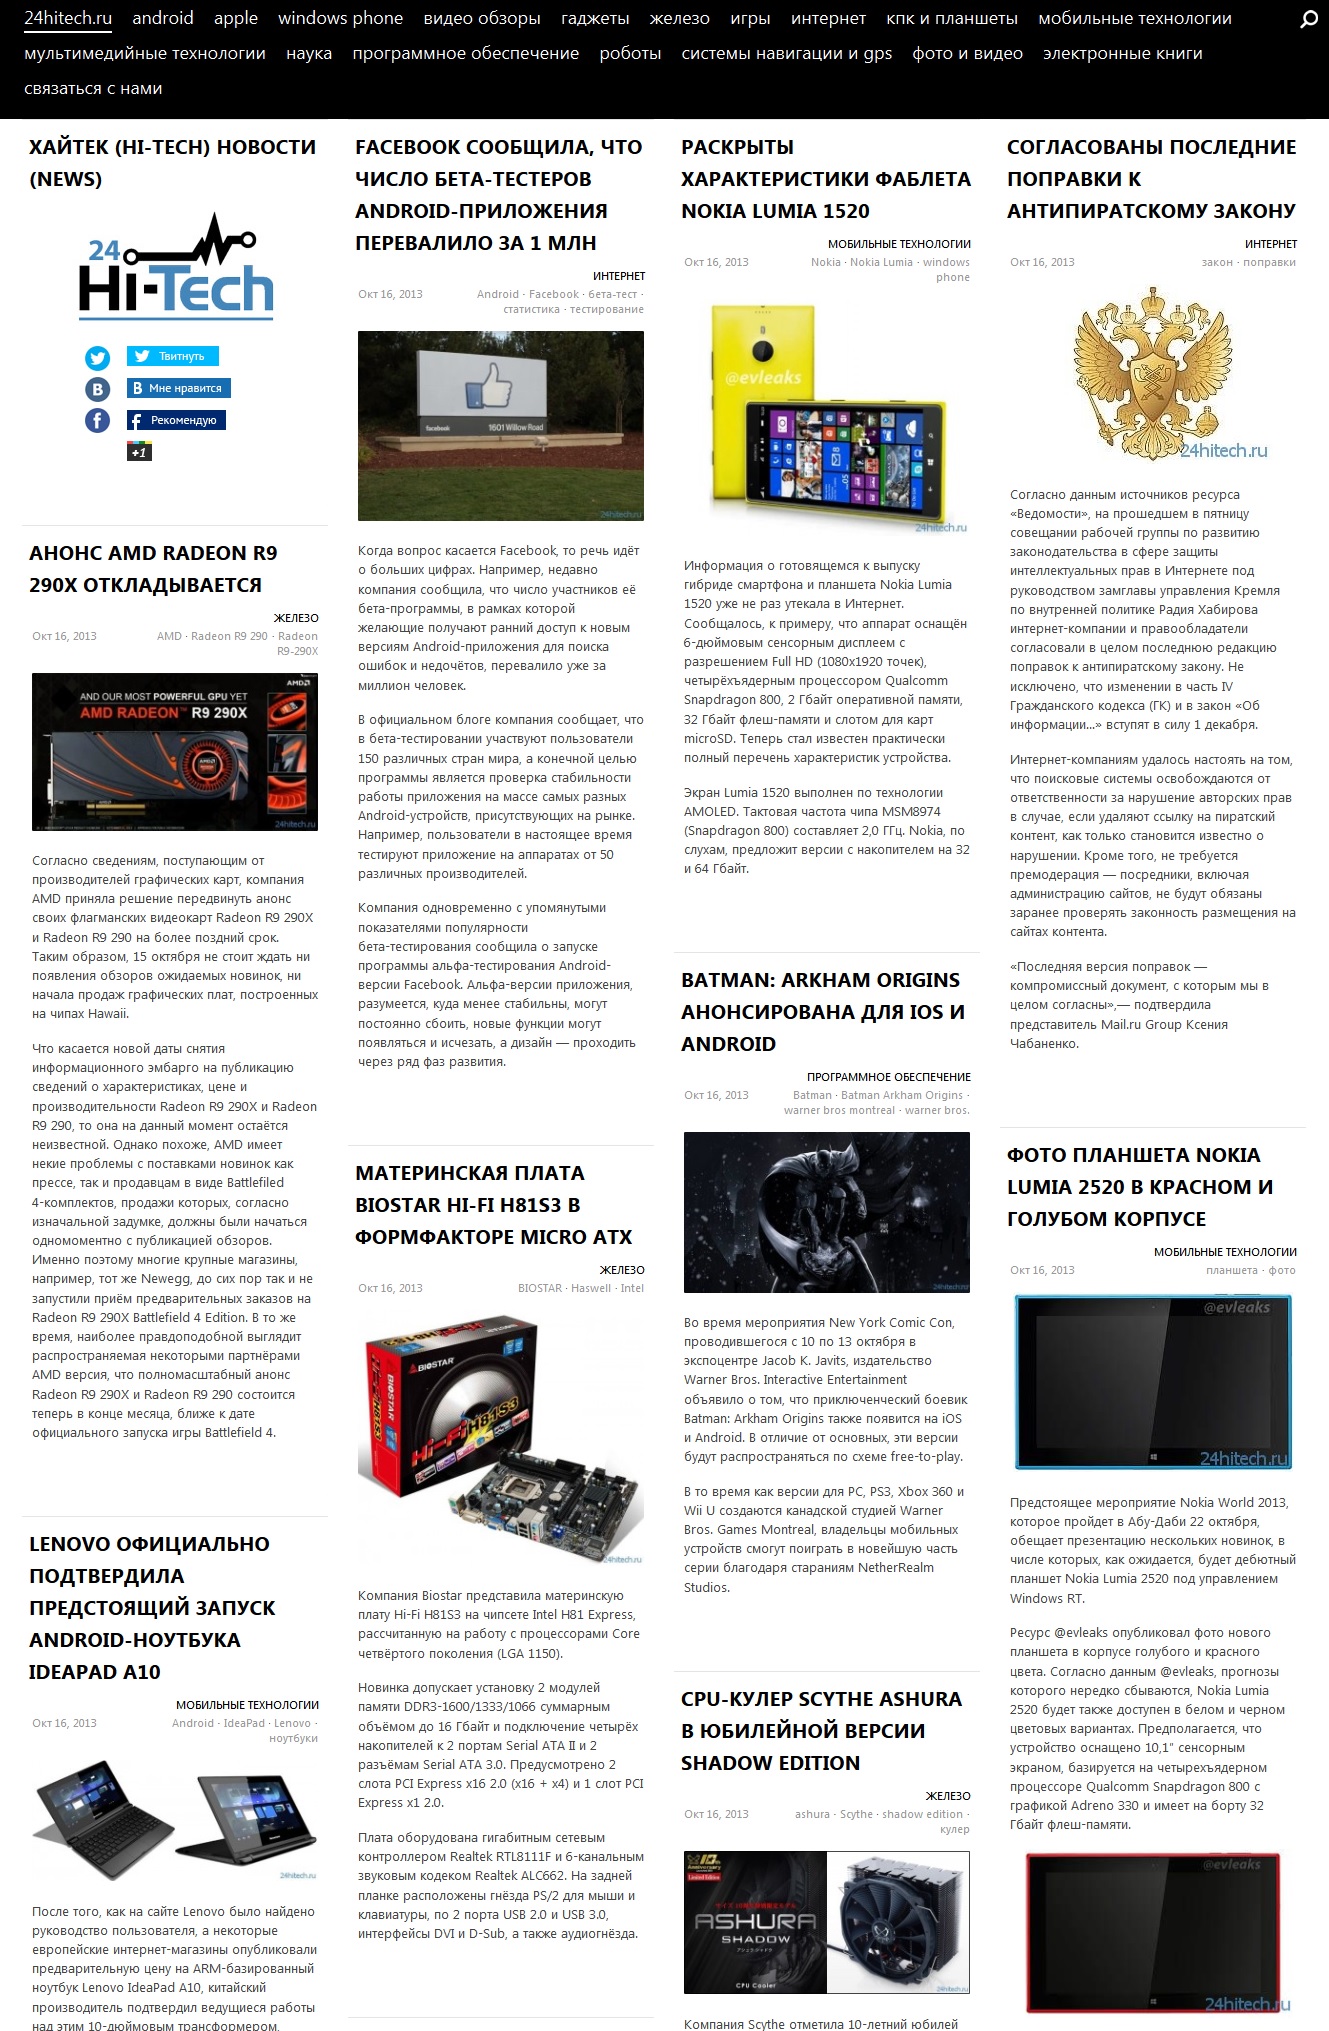 24hitech.ru android apple windows phone видео обзоры гаджеты железо игры интернет кпк и планшеты мобильные технологии
мультимедийные технологии наука программное обеспечение роботы системы навигации и gps фото и видео электронные книги
связаться с нами
ХАЙТЕК (HI-TECH) НОВОСТИ
(NEWS)
24
Hi-Tech
Твитнуть
B Мне нравится
f Рекомендую
+1
АНОНС AMD RADEON R9
290X ОТКЛАДЫВАЕТСЯ
ЖЕЛЕЗО
Окт 16, 2013 AMD · Radeon R9 290 · Radeon
R9-290X
AMD
AND OUR MOST POWERFUL GPU YET
AMD RADEON™ R9 290X
24hitech.ru
Согласно сведениям, поступающим от
производителей графических карт, компания
AMD приняла решение передвинуть анонс
своих флагманских видеокарт Radeon R9 290X
и Radeon R9 290 на более поздний срок.
Таким образом, 15 октября не стоит ждать ни
появления обзоров ожидаемых новинок, ни
начала продаж графических плат, построенных
на чипах Hawaii.
Что касается новой даты снятия
информационного эмбарго на публикацию
сведений о характеристиках, цене и
производительности Radeon R9 290X и Radeon
R9 290, то она на данный момент остаётся
неизвестной. Однако похоже, AMD имеет
некие проблемы с поставками новинок как
прессе, так и продавцам в виде Battlefiled
4-комплектов, продажи которых, согласно
изначальной задумке, должны были начаться
одномоментно с публикацией обзоров.
Именно поэтому многие крупные магазины,
например, тот же Newegg, до сих пор так и не
запустили приём предварительных заказов на
Radeon R9 290X Battlefield 4 Edition. В то же
время, наиболее правдоподобной выглядит
распространяемая некоторыми партнёрами
AMD версия, что полномасштабный анонс
Radeon R9 290X и Radeon R9 290 состоится
теперь в конце месяца, ближе к дате
официального запуска игры Battlefield 4.
LENOVO ОФИЦИАЛЬНО
ПОДТВЕРДИЛА
ПРЕДСТОЯЩИЙ ЗАПУСК
ANDROID-НОУТБУКА
IDEAPAD A10
МОБИЛЬНЫЕ ТЕХНОЛОГИИ
Окт 16, 2013 Android · IdeaPad · Lenovo ·
ноутбуки
24hitech.ru
После того, как на сайте Lenovo было найдено
руководство пользователя, а некоторые
европейские интернет-магазины опубликовали
предварительную цену на ARM-базированный
ноутбук Lenovo IdeaPad A10, китайский
производитель подтвердил ведущиеся работы
над этим 10-дюймовым трансформером,
FACEBOOK СООБЩИЛА, ЧТО
ЧИСЛО БЕТА-ТЕСТЕРОВ
ANDROID-ПРИЛОЖЕНИЯ
ПЕРЕВАЛИЛО ЗА 1 МЛН
ИНТЕРНЕТ
Окт 16, 2013 Android · Facebook · бета-тест ·
статистика · тестирование
facebook 1601 Willow Road
24hitech.ru
Когда вопрос касается Facebook, то речь идёт
о больших цифрах. Например, недавно
компания сообщила, что число участников её
бета-программы, в рамках которой
желающие получают ранний доступ к новым
версиям Android-приложения для поиска
ошибок и недочётов, перевалило уже за
миллион человек.
В официальном блоге компания сообщает, что
в бета-тестировании участвуют пользователи
150 различных стран мира, а конечной целью
программы является проверка стабильности
работы приложения на массе самых разных
Android-устройств, присутствующих на рынке.
Например, пользователи в настоящее время
тестируют приложение на аппаратах от 50
различных производителей.
Компания одновременно с упомянутыми
показателями популярности
бета-тестирования сообщила о запуске
программы альфа-тестирования Android-
версии Facebook. Альфа-версии приложения,
разумеется, куда менее стабильны, могут
постоянно сбоить, новые функции могут
появляться и исчезать, а дизайн — проходить
через ряд фаз развития.
МАТЕРИНСКАЯ ПЛАТА
BIOSTAR HI-FI H81S3 В
ФОРМФАКТОРЕ MICRO ATX
ЖЕЛЕЗО
Окт 16, 2013 BIOSTAR · Haswell · Intel
BIOSTAR
Hi-Fi H81S3
24hitech.ru
Компания Biostar представила материнскую
плату Hi-Fi H81S3 на чипсете Intel H81 Express,
рассчитанную на работу с процессорами Core
четвёртого поколения (LGA 1150).
Новинка допускает установку 2 модулей
памяти DDR3-1600/1333/1066 суммарным
объёмом до 16 Гбайт и подключение четырёх
накопителей к 2 портам Serial ATA II и 2
разъёмам Serial ATA 3.0. Предусмотрено 2
слота PCI Express x16 2.0 (x16 + x4) и 1 слот PCI
Express x1 2.0.
Плата оборудована гигабитным сетевым
контроллером Realtek RTL8111F и 6-канальным
звуковым кодеком Realtek ALC662. На задней
планке расположены гнёзда PS/2 для мыши и
клавиатуры, по 2 порта USB 2.0 и USB 3.0,
интерфейсы DVI и D-Sub, а также аудиогнёзда.
РАСКРЫТЫ
ХАРАКТЕРИСТИКИ ФАБЛЕТА
NOKIA LUMIA 1520
МОБИЛЬНЫЕ ТЕХНОЛОГИИ
Окт 16, 2013 Nokia · Nokia Lumia · windows
phone
@evleaks
24hitech.ru
Информация о готовящемся к выпуску
гибриде смартфона и планшета Nokia Lumia
1520 уже не раз утекала в Интернет.
Сообщалось, к примеру, что аппарат оснащён
6-дюймовым сенсорным дисплеем с
разрешением Full HD (1080x1920 точек),
четырёхъядерным процессором Qualcomm
Snapdragon 800, 2 Гбайт оперативной памяти,
32 Гбайт флеш-памяти и слотом для карт
microSD. Теперь стал известен практически
полный перечень характеристик устройства.
Экран Lumia 1520 выполнен по технологии
AMOLED. Тактовая частота чипа MSM8974
(Snapdragon 800) составляет 2,0 ГГц. Nokia, по
слухам, предложит версии с накопителем на 32
и 64 Гбайт.
BATMAN: ARKHAM ORIGINS
АНОНСИРОВАНА ДЛЯ IOS И
ANDROID
ПРОГРАММНОЕ ОБЕСПЕЧЕНИЕ
Окт 16, 2013 Batman · Batman Arkham Origins ·
warner bros montreal · warner bros.
24hitech.ru
Во время мероприятия New York Comic Con,
проводившегося с 10 по 13 октября в
экспоцентре Jacob K. Javits, издательство
Warner Bros. Interactive Entertainment
объявило о том, что приключенческий боевик
Batman: Arkham Origins также появится на iOS
и Android. В отличие от основных, эти версии
будут распространяться по схеме free-to-play.
В то время как версии для PC, PS3, Xbox 360 и
Wii U создаются канадской студией Warner
Bros. Games Montreal, владельцы мобильных
устройств смогут поиграть в новейшую часть
серии благодаря стараниям NetherRealm
Studios.
CPU-КУЛЕР SCYTHE ASHURA
В ЮБИЛЕЙНОЙ ВЕРСИИ
SHADOW EDITION
ЖЕЛЕЗО
Окт 16, 2013 ashura · Scythe · shadow edition ·
кулер
10th
Anniversary
Limited Edition
ASHURA
SHADOW
CPU Cooler
24hitech.ru
Компания Scythe отметила 10-летний юбилей
СОГЛАСОВАНЫ ПОСЛЕДНИЕ
ПОПРАВКИ К
АНТИПИРАТСКОМУ ЗАКОНУ
ИНТЕРНЕТ
Окт 16, 2013 закон · поправки
24hitech.ru
Согласно данным источников ресурса
«Ведомости», на прошедшем в пятницу
совещании рабочей группы по развитию
законодательства в сфере защиты
интеллектуальных прав в Интернете под
руководством замглавы управления Кремля
по внутренней политике Радия Хабирова
интернет-компании и правообладатели
согласовали в целом последнюю редакцию
поправок к антипиратскому закону. Не
исключено, что изменении в часть IV
Гражданского кодекса (ГК) и в закон «Об
информации...» вступят в силу 1 декабря.
Интернет-компаниям удалось настоять на том,
что поисковые системы освобождаются от
ответственности за нарушение авторских прав
в случае, если удаляют ссылку на пиратский
контент, как только становится известно о
нарушении. Кроме того, не требуется
премодерация — посредники, включая
администрацию сайтов, не будут обязаны
заранее проверять законность размещения на
сайтах контента.
«Последняя версия поправок —
компромиссный документ, с которым мы в
целом согласны»,— подтвердила
представитель Mail.ru Group Ксения
Чабаненко.
ФОТО ПЛАНШЕТА NOKIA
LUMIA 2520 В КРАСНОМ И
ГОЛУБОМ КОРПУСЕ
МОБИЛЬНЫЕ ТЕХНОЛОГИИ
Окт 16, 2013 планшета · фото
@evleaks
24hitech.ru
Предстоящее мероприятие Nokia World 2013,
которое пройдет в Абу-Даби 22 октября,
обещает презентацию нескольких новинок, в
числе которых, как ожидается, будет дебютный
планшет Nokia Lumia 2520 под управлением
Windows RT.
Ресурс @evleaks опубликовал фото нового
планшета в корпусе голубого и красного
цвета. Согласно данным @evleaks, прогнозы
которого нередко сбываются, Nokia Lumia
2520 будет также доступен в белом и черном
цветовых вариантах. Предполагается, что
устройство оснащено 10,1" сенсорным
экраном, базируется на четырехъядерном
процессоре Qualcomm Snapdragon 800 с
графикой Adreno 330 и имеет на борту 32
Гбайт флеш-памяти.
@evleaks
24hitech.ru